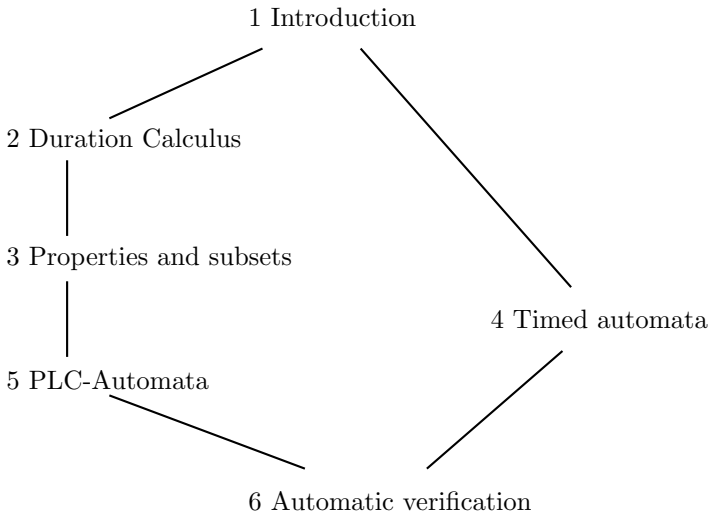 1 Introduction
2 Duration Calculus
3 Properties and subsets
4 Timed automata
5 PLC-Automata
6 Automatic verification